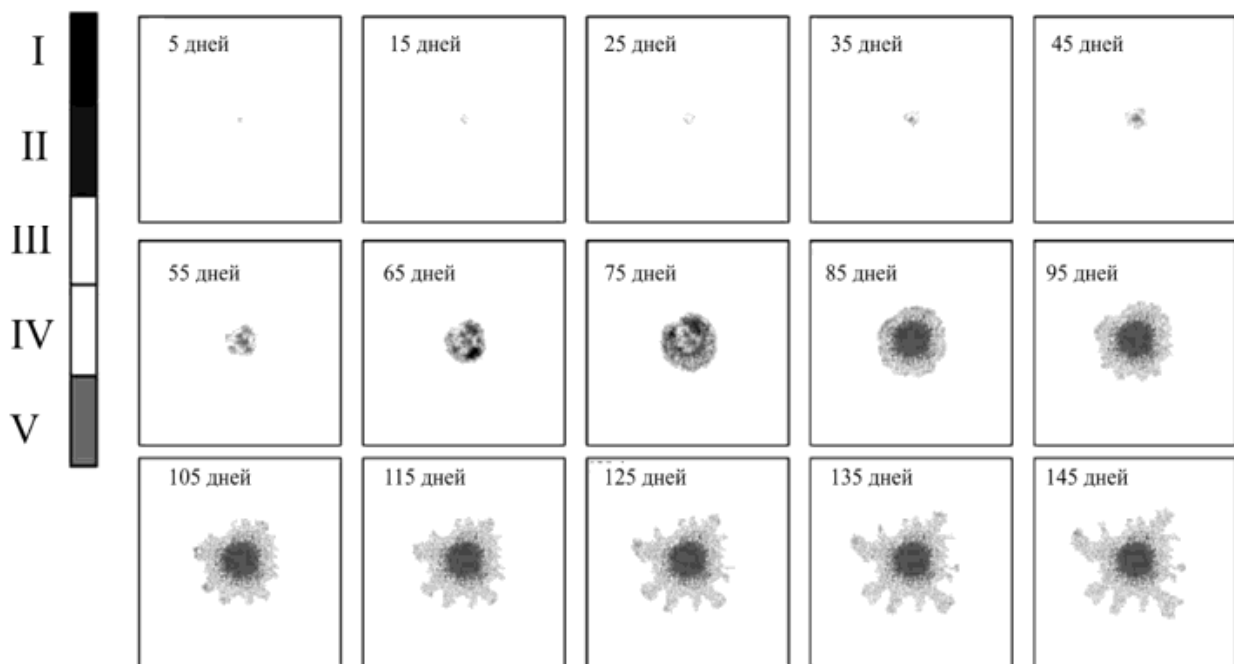 I
II
III
IV
V
5 дней
15 дней
25 дней
35 дней
45 дней
55 дней
65 дней
75 дней
85 дней
95 дней
105 дней
115 дней
125 дней
135 дней
145 дней